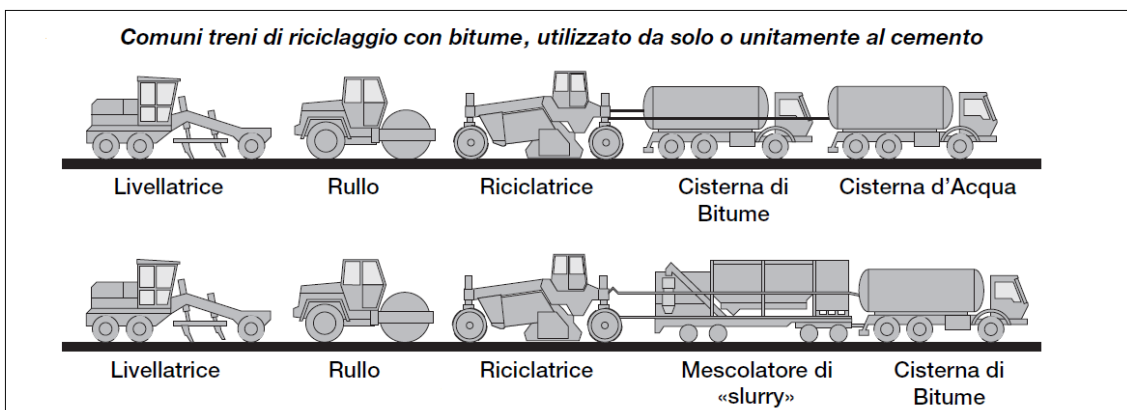 Comuni treni di riciclaggio con bitume, utilizzato da solo o unitamente al cemento
Livellatrice Rullo Riciclatrice Cisterna di Bitume Cisterna d'Acqua
Livellatrice Rullo Riciclatrice Mescolatore di «slurry» Cisterna di Bitume